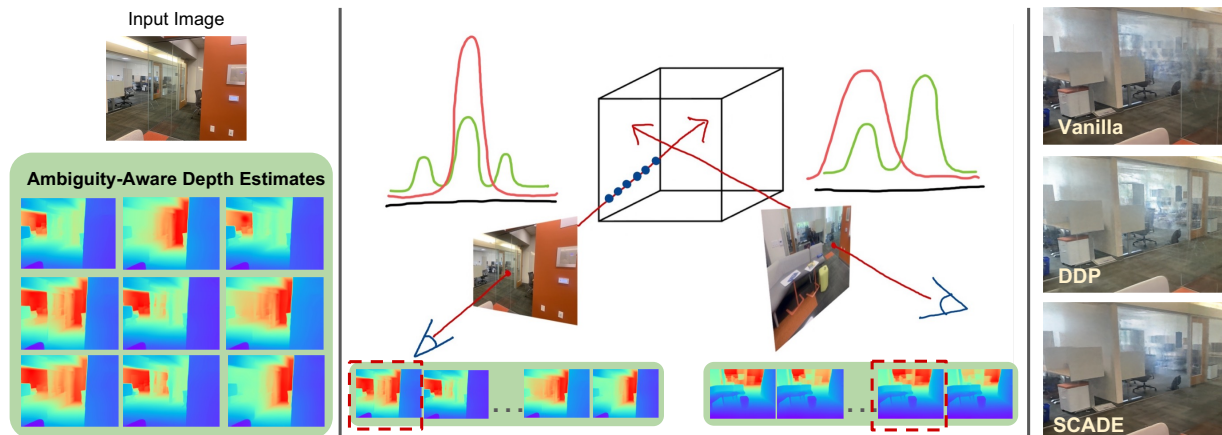 Input Image
Ambiguity-Aware Depth Estimates
...
...
Vanilla
DDP
SCADE